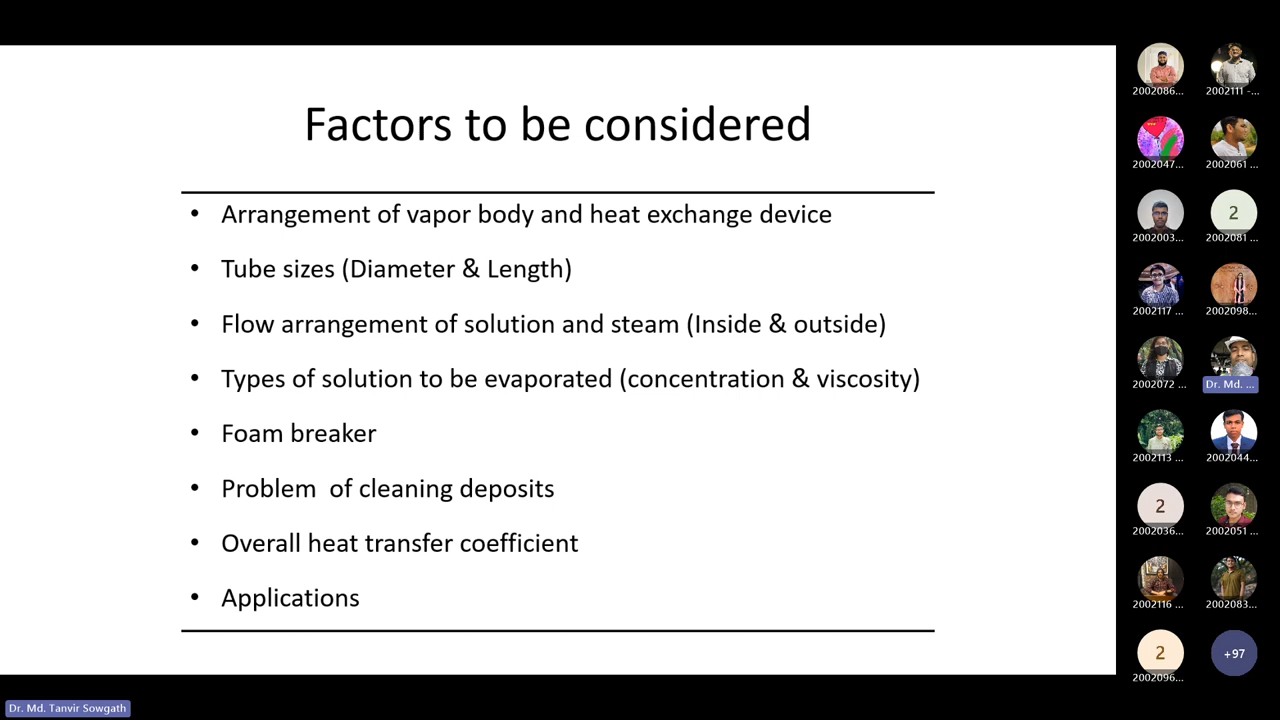 Factors to be considered
• Arrangement of vapor body and heat exchange device
• Tube sizes (Diameter & Length)
• Flow arrangement of solution and steam (Inside & outside)
• Types of solution to be evaporated (concentration & viscosity)
• Foam breaker
• Problem  of cleaning deposits
• Overall heat transfer coefficient
• Applications
2002086...
2002111 -...
2002047...
2002061 ...
2002003...
2
2002081 ...
2002117 ...
2002098...
2002072 ...
Dr. Md. ...
2002113 ...
2002044...
2
2002036...
2002051 ...
2002116 ...
2002083...
2
2002096...
+97
Dr. Md. Tanvir Sowgath